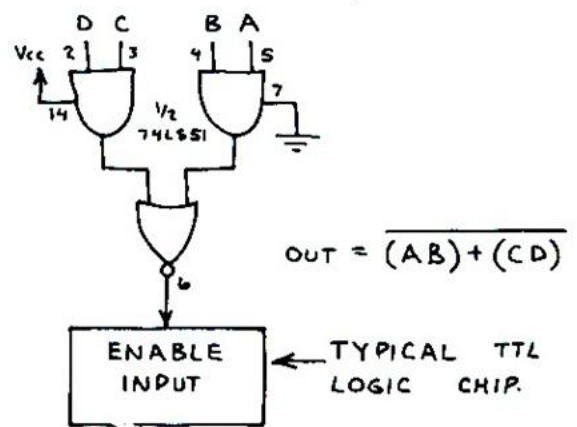 D C B A
Vcc 2 3 4 5
14 7
1/2
74LS51
OUT = (AB) + (CD)
6
ENABLE
INPUT
TYPICAL TTL
LOGIC CHIP.